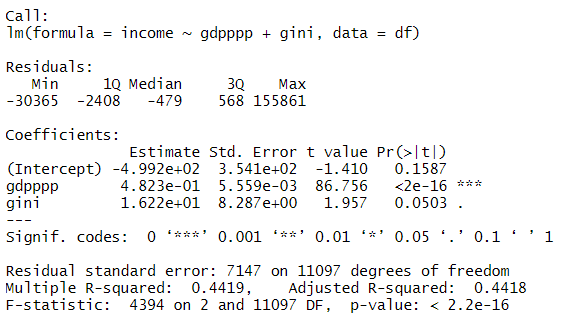 Call:
lm(formula = income ~ gdpppp + gini, data = df)
Residuals:
   Min     1Q Median     3Q    Max
-30365  -2408   -479    568 155861
Coefficients:
              Estimate Std. Error t value Pr(>|t|)
(Intercept) -4.992e+02  3.541e+02  -1.410   0.1587
gdpppp       4.823e-01  5.559e-03  86.756   <2e-16 ***
gini         1.622e+01  8.287e+00   1.957   0.0503 .
---
Signif. codes:  0 ‘***’ 0.001 ‘**’ 0.01 ‘*’ 0.05 ‘.’ 0.1 ‘ ’ 1
Residual standard error: 7147 on 11097 degrees of freedom
Multiple R-squared:  0.4419,    Adjusted R-squared:  0.4418
F-statistic:  4394 on 2 and 11097 DF,  p-value: < 2.2e-16